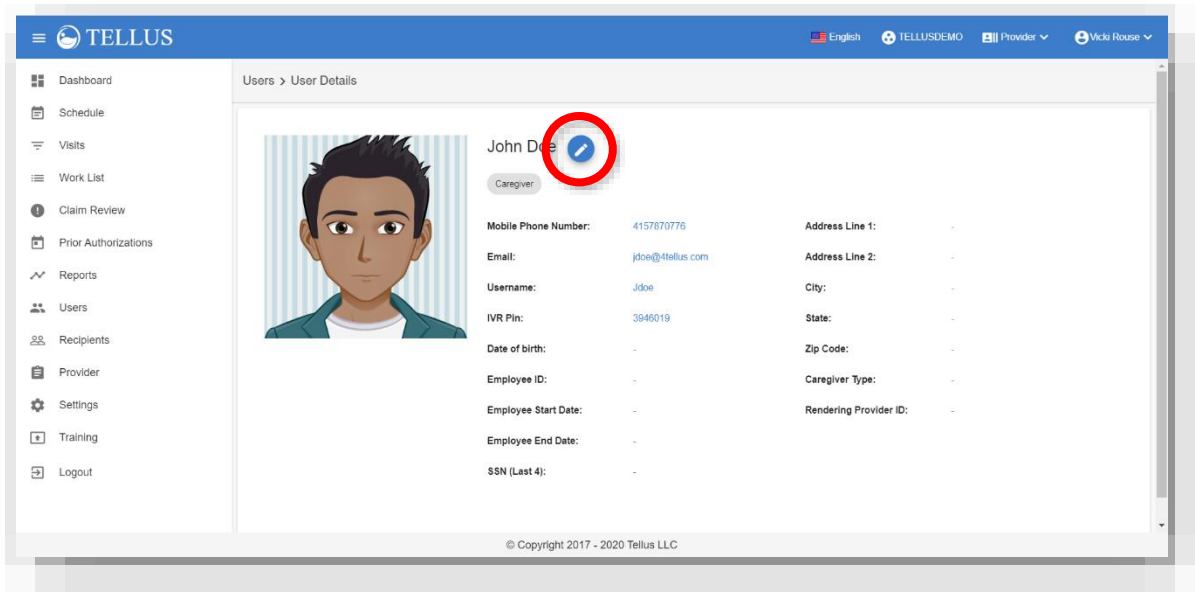 TELLUS
English TELLUSDEMO Provider Vicki Rouse
Dashboard
Schedule
Visits
Work List
Claim Review
Prior Authorizations
Reports
Users
Recipients
Provider
Settings
Training
Logout
Users > User Details
John Doe
Caregiver
Mobile Phone Number: 4157870776 Address Line 1: -
Email: jdoe@4tellus.com Address Line 2: -
Username: Jdoe City: -
IVR Pin: 3946019 State: -
Date of birth: - Zip Code: -
Employee ID: - Caregiver Type: -
Employee Start Date: - Rendering Provider ID: -
Employee End Date: -
SSN (Last 4): -
© Copyright 2017 - 2020 Tellus LLC